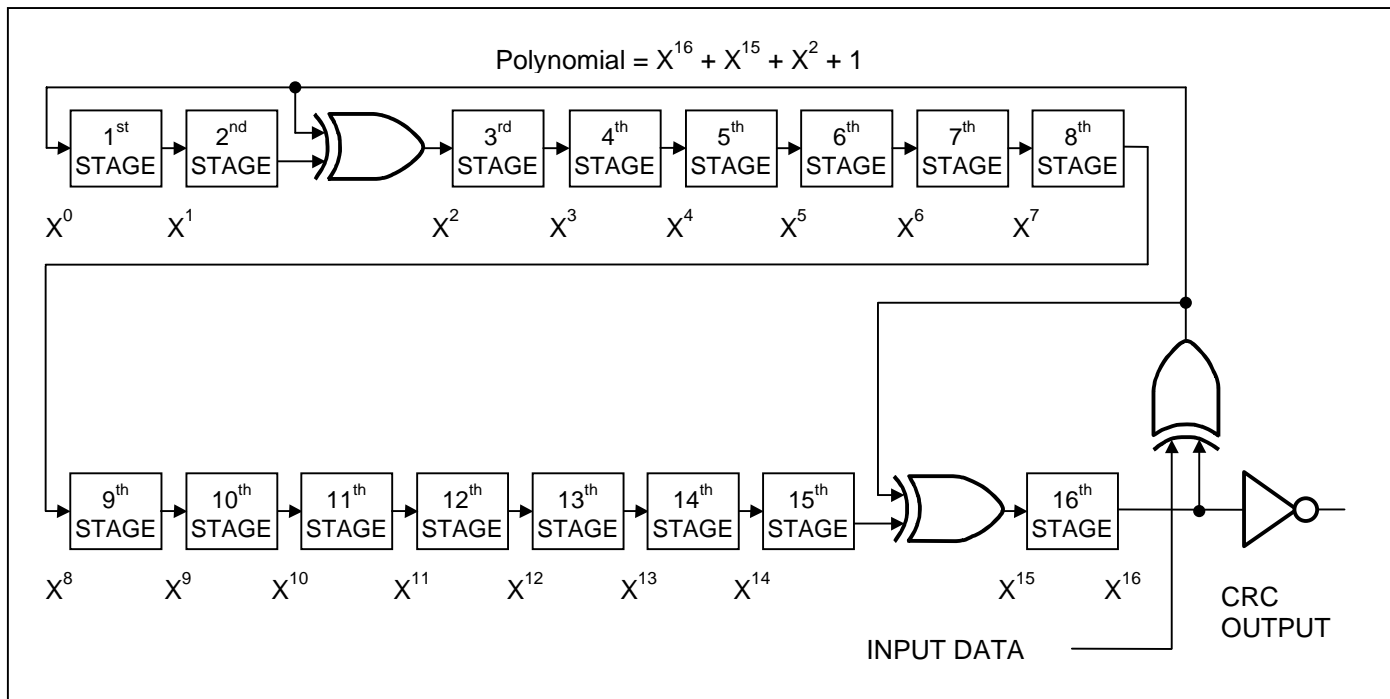 Polynomial = X¹⁶ + X¹⁵ + X² + 1
1ˢᵗ STAGE
2ⁿᵈ STAGE
3ʳᵈ STAGE
4ᵗʰ STAGE
5ᵗʰ STAGE
6ᵗʰ STAGE
7ᵗʰ STAGE
8ᵗʰ STAGE
X⁰ X¹ X² X³ X⁴ X⁵ X⁶ X⁷
9ᵗʰ STAGE
10ᵗʰ STAGE
11ᵗʰ STAGE
12ᵗʰ STAGE
13ᵗʰ STAGE
14ᵗʰ STAGE
15ᵗʰ STAGE
16ᵗʰ STAGE
X⁸ X⁹ X¹⁰ X¹¹ X¹² X¹³ X¹⁴ X¹⁵ X¹⁶
CRC
OUTPUT
INPUT DATA